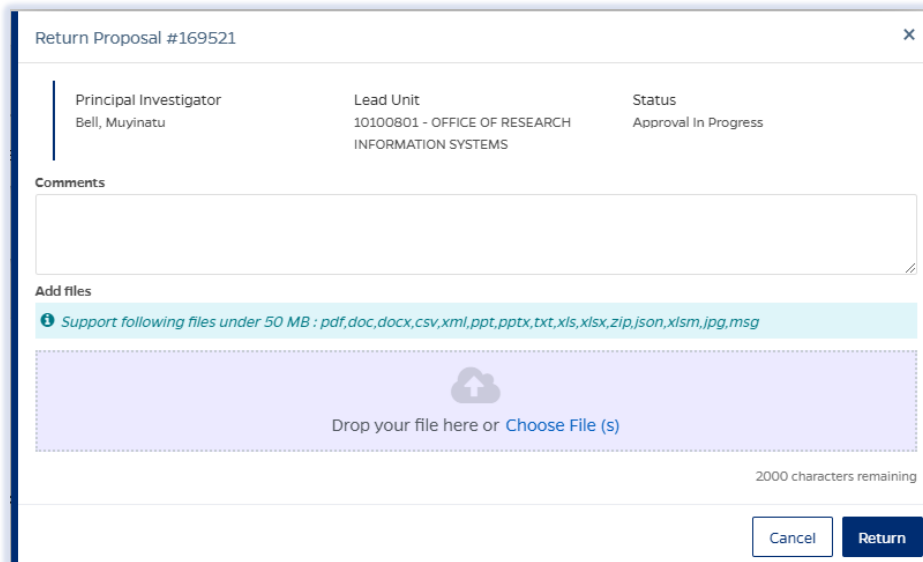 Return Proposal #169521
×
Principal Investigator
Bell, Muyinatu
Lead Unit
10100801 - OFFICE OF RESEARCH
INFORMATION SYSTEMS
Status
Approval In Progress
Comments
Add files
Support following files under 50 MB : pdf,doc,docx,csv,xml,ppt,pptx,txt,xls,xlsx,zip,json,xlsm,jpg,msg
Drop your file here or Choose File (s)
2000 characters remaining
Cancel
Return